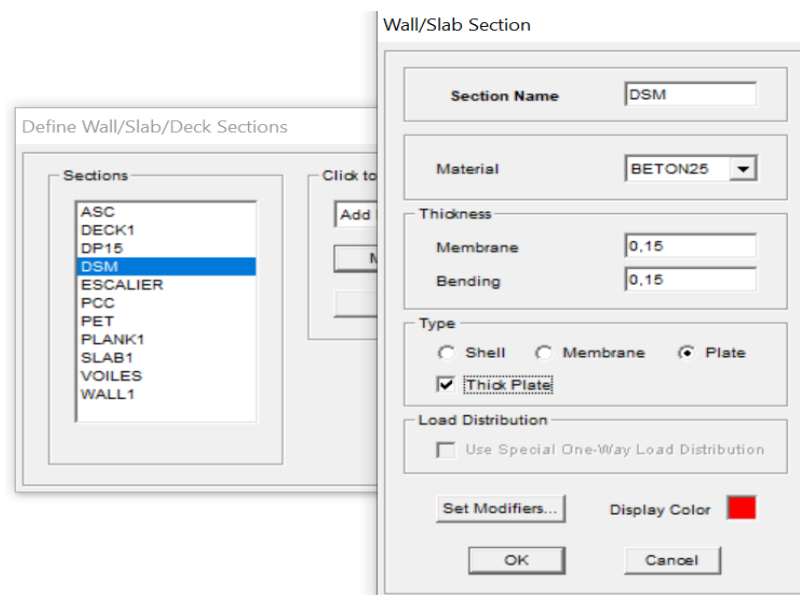 Define Wall/Slab/Deck Sections
Sections
ASC
DECK1
DP15
DSM
ESCALIER
PCC
PET
PLANK1
SLAB1
VOILES
WALL1
Click to
Add
Wall/Slab Section
Section Name DSM
Material BETON25
Thickness
Membrane 0,15
Bending 0,15
Type
Shell Membrane Plate
Thick Plate
Load Distribution
Use Special One-Way Load Distribution
Set Modifiers... Display Color
OK Cancel